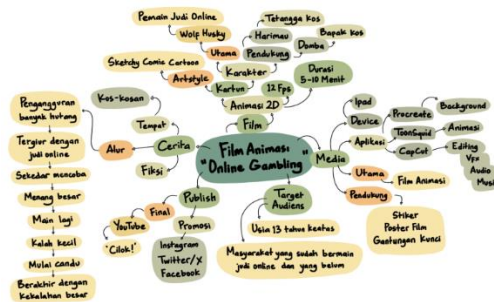 Film Animasi
"Online Gambling"
Film
Animasi 2D
12 Fps
Durasi
5-10 Menit
Kartun
Artstyle
Sketchy Comic Cartoon
Karakter
Utama
Wolf Husky
Pemain Judi Online
Pendukung
Harimau
Tetangga Kos
Domba
Bapak Kos
Cerita
Tempat
Kos-kosan
Fiksi
Alur
Pengangguran
banyak hutang
Tergiur dengan
judi online
Sekedar mencoba
Menang besar
Main lagi
Kalah kecil
Mulai candu
Berakhir dengan
kekalahan besar
Publish
Final
YouTube
"Cilok!"
Promosi
Instagram
Twitter/X
Facebook
Target
Audiens
Usia 13 tahun keatas
Masyarakat yang sudah bermain
judi online dan yang belum
Media
Device
Ipad
Aplikasi
Procreate
Background
ToonSquid
Animasi
CapCut
Editing
Vfx
Audio
Utama
Film Animasi
Pendukung
Stiker
Poster Film
Gantungan Kunci